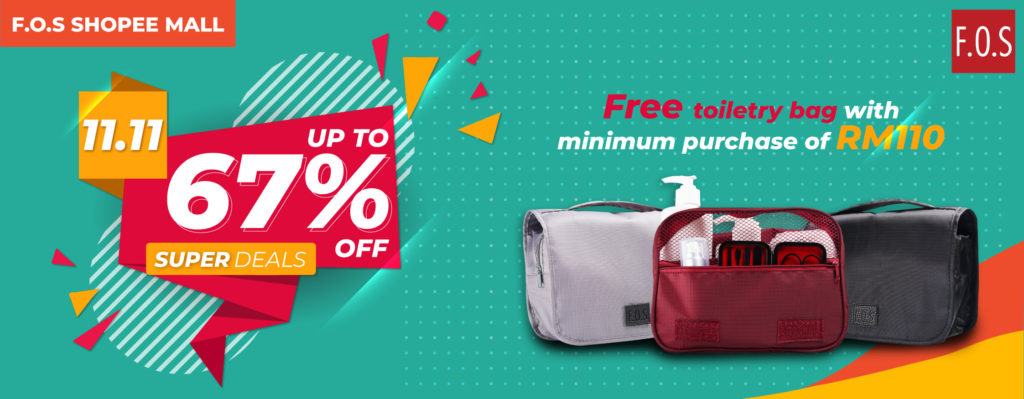 F.O.S SHOPEE MALL
F.O.S
11.11
UP TO
67%
OFF
SUPER DEALS
Free toiletry bag with
minimum purchase of RM110
F.O.S